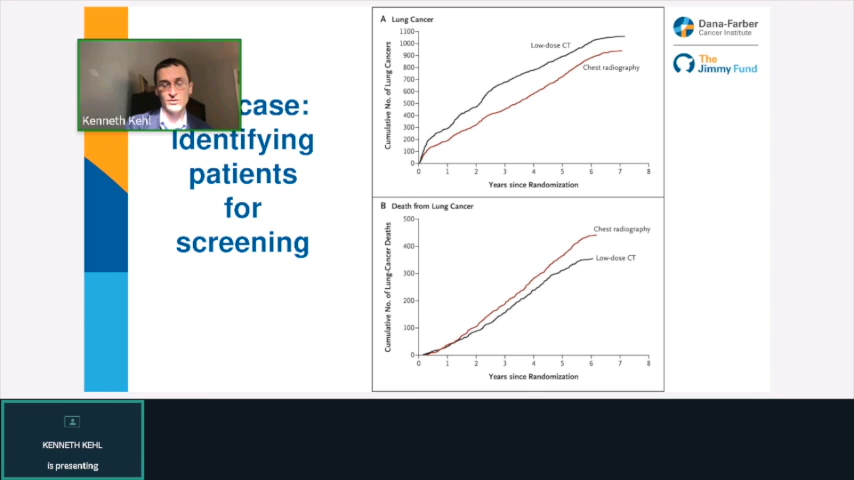 Kenneth Kehl
case:
Identifying
patients
for
screening
A Lung Cancer
Cumulative No. of Lung Cancers
1100
1000
900
800
700
600
500
400
300
200
100
0
Low-dose CT
Chest radiography
0 1 2 3 4 5 6 7 8
Years since Randomization
B Death from Lung Cancer
Cumulative No. of Lung-Cancer Deaths
500
400
300
200
100
0
Chest radiography
Low-dose CT
0 1 2 3 4 5 6 7 8
Years since Randomization
Dana-Farber
Cancer Institute
The
Jimmy Fund
KENNETH KEHL
is presenting